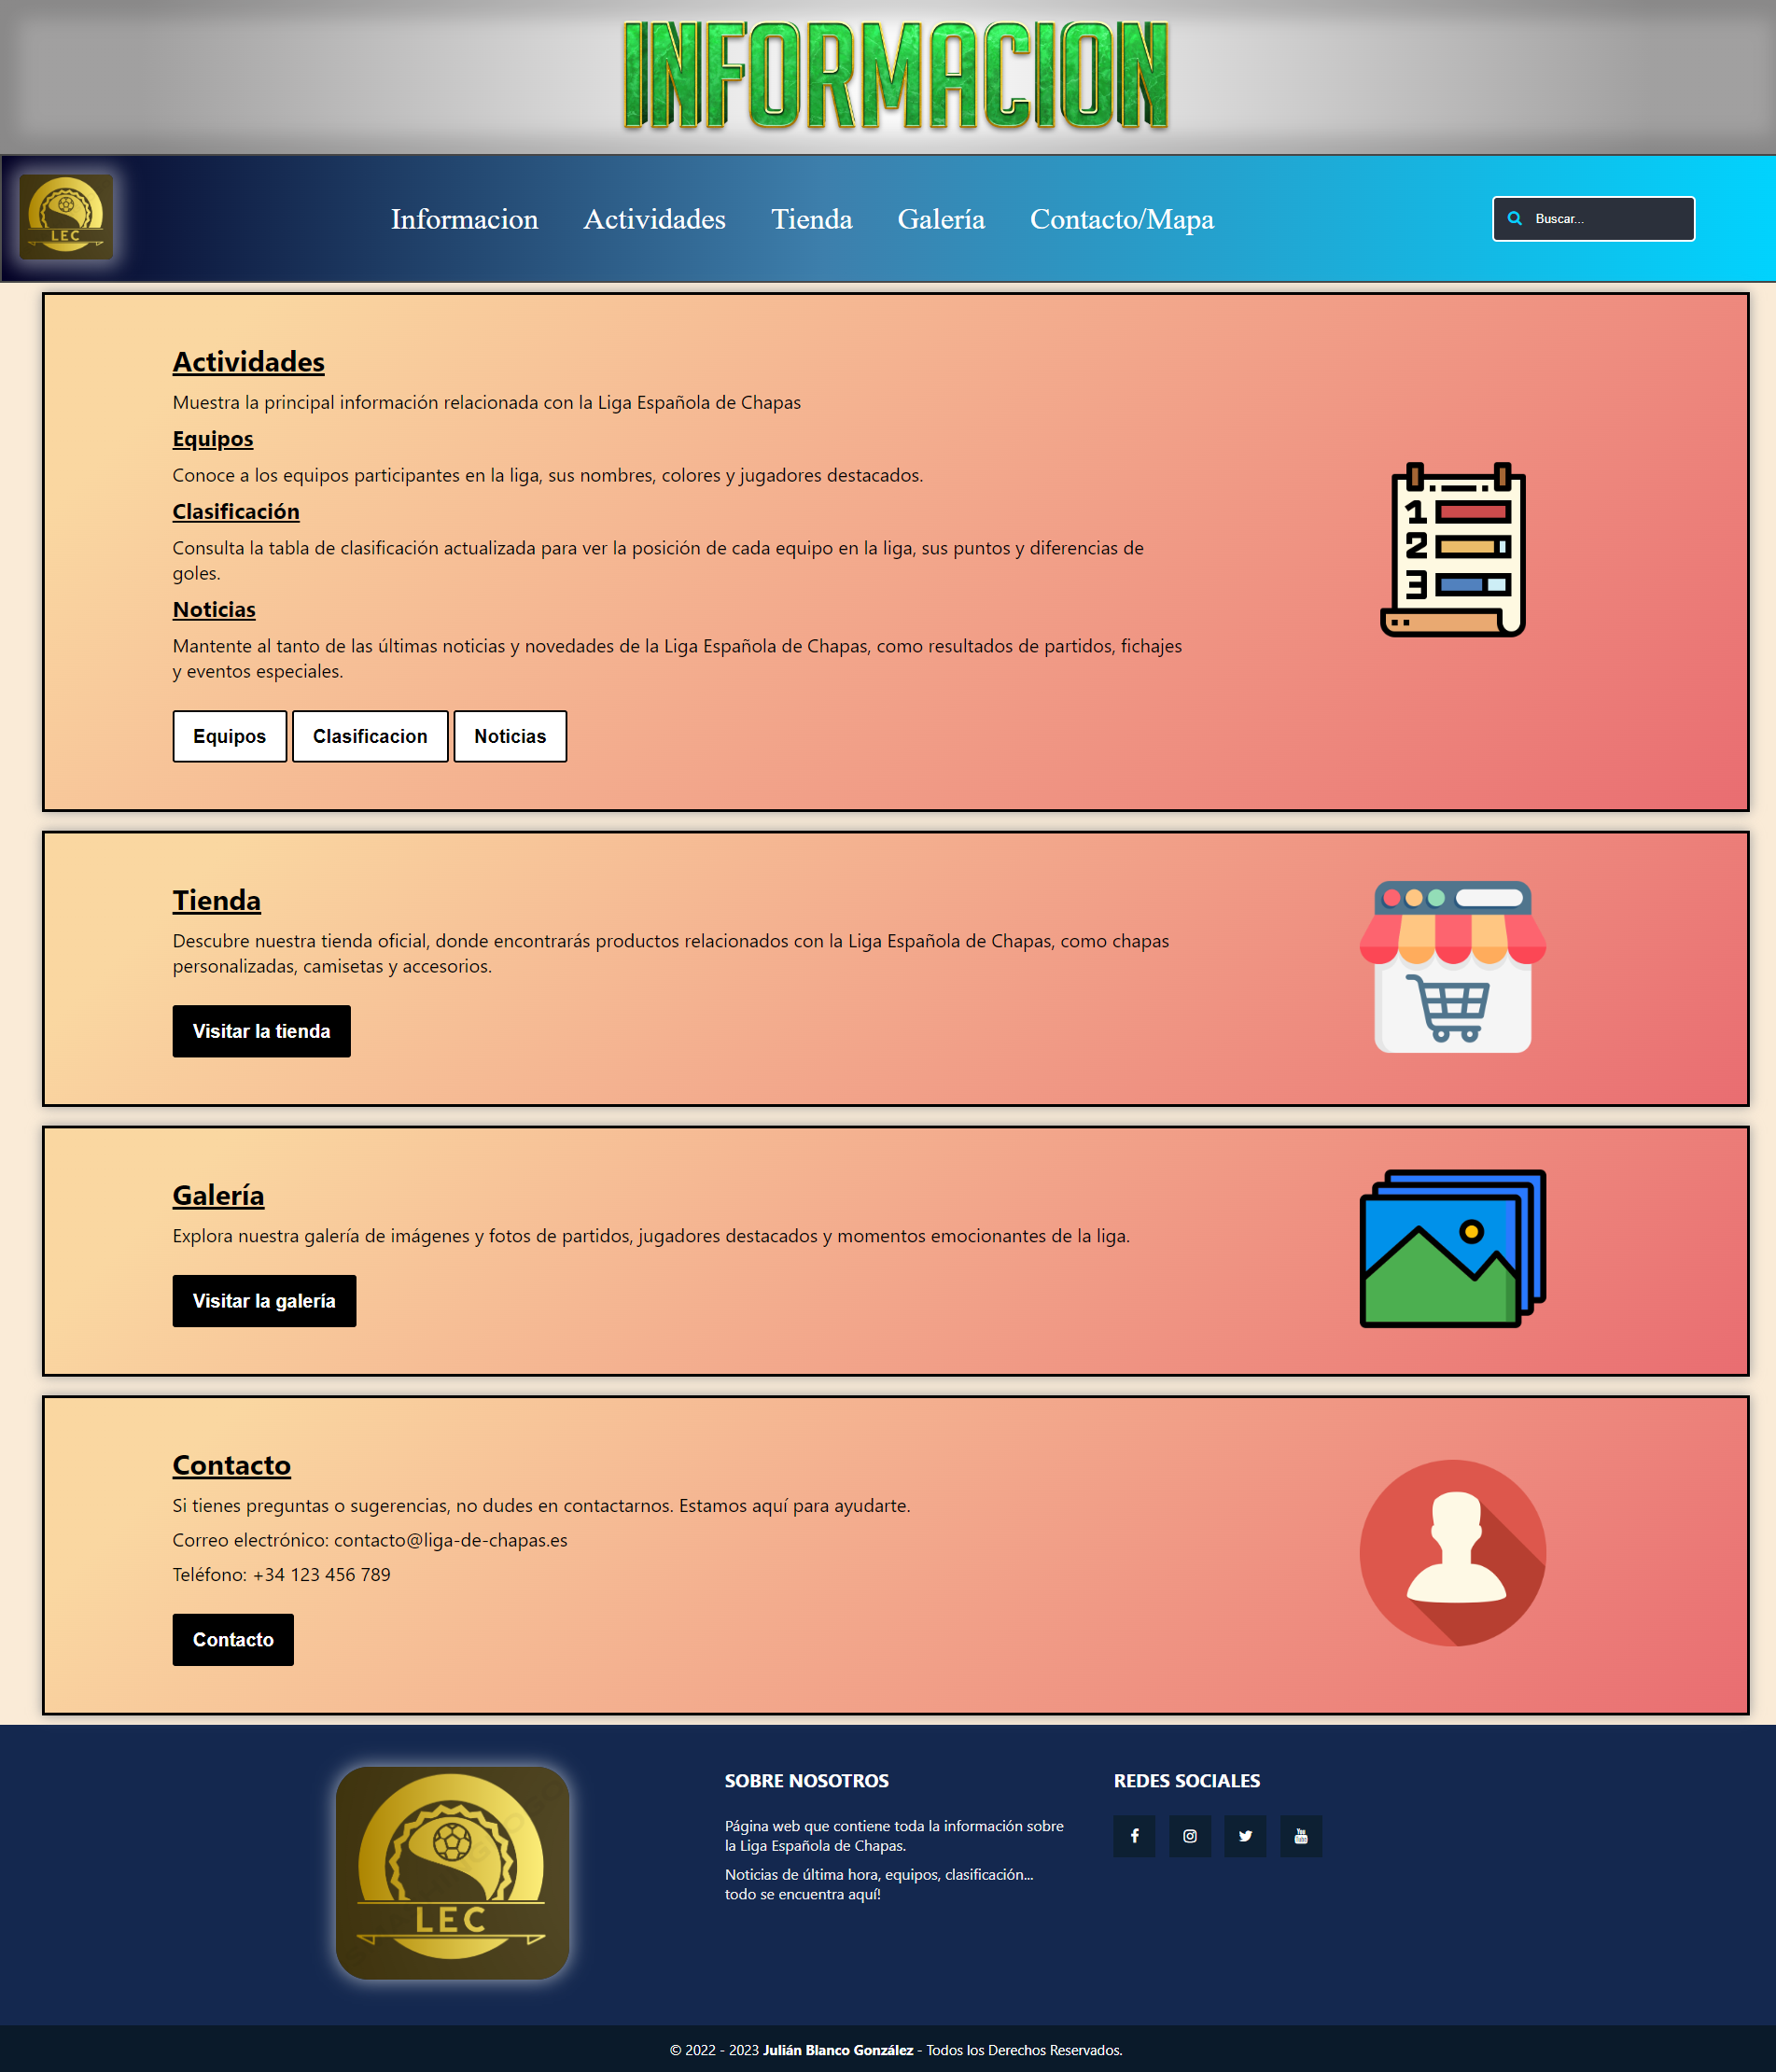 INFORMACION
LEC
Informacion Actividades Tienda Galería Contacto/Mapa
Buscar...
Actividades
Muestra la principal información relacionada con la Liga Española de Chapas
Equipos
Conoce a los equipos participantes en la liga, sus nombres, colores y jugadores destacados.
Clasificación
Consulta la tabla de clasificación actualizada para ver la posición de cada equipo en la liga, sus puntos y diferencias de
goles.
Noticias
Mantente al tanto de las últimas noticias y novedades de la Liga Española de Chapas, como resultados de partidos, fichajes
y eventos especiales.
Equipos Clasificacion Noticias
1
2
3
Tienda
Descubre nuestra tienda oficial, donde encontrarás productos relacionados con la Liga Española de Chapas, como chapas
personalizadas, camisetas y accesorios.
Visitar la tienda
Galería
Explora nuestra galería de imágenes y fotos de partidos, jugadores destacados y momentos emocionantes de la liga.
Visitar la galería
Contacto
Si tienes preguntas o sugerencias, no dudes en contactarnos. Estamos aquí para ayudarte.
Correo electrónico: contacto@liga-de-chapas.es
Teléfono: +34 123 456 789
Contacto
LEC
SOBRE NOSOTROS
Página web que contiene toda la información sobre
la Liga Española de Chapas.
Noticias de última hora, equipos, clasificación...
todo se encuentra aquí!
REDES SOCIALES
You
Tube
© 2022 - 2023 Julián Blanco González - Todos los Derechos Reservados.